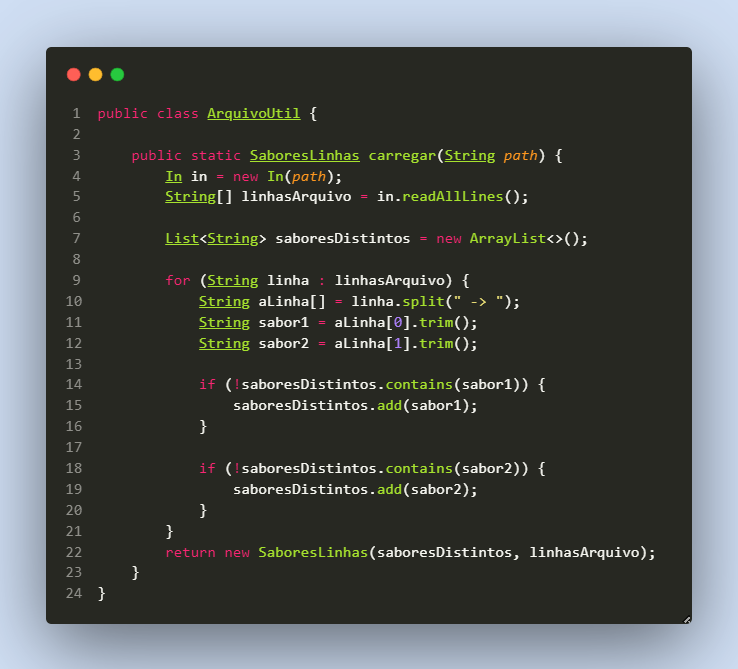 1 public class ArquivoUtil {
2
3     public static SaboresLinhas carregar(String path) {
4         In in = new In(path);
5         String[] linhasArquivo = in.readAllLines();
6
7         List<String> saboresDistintos = new ArrayList<>();
8
9         for (String linha : linhasArquivo) {
10             String aLinha[] = linha.split(" -> ");
11             String sabor1 = aLinha[0].trim();
12             String sabor2 = aLinha[1].trim();
13
14             if (!saboresDistintos.contains(sabor1)) {
15                 saboresDistintos.add(sabor1);
16             }
17
18             if (!saboresDistintos.contains(sabor2)) {
19                 saboresDistintos.add(sabor2);
20             }
21         }
22         return new SaboresLinhas(saboresDistintos, linhasArquivo);
23     }
24 }